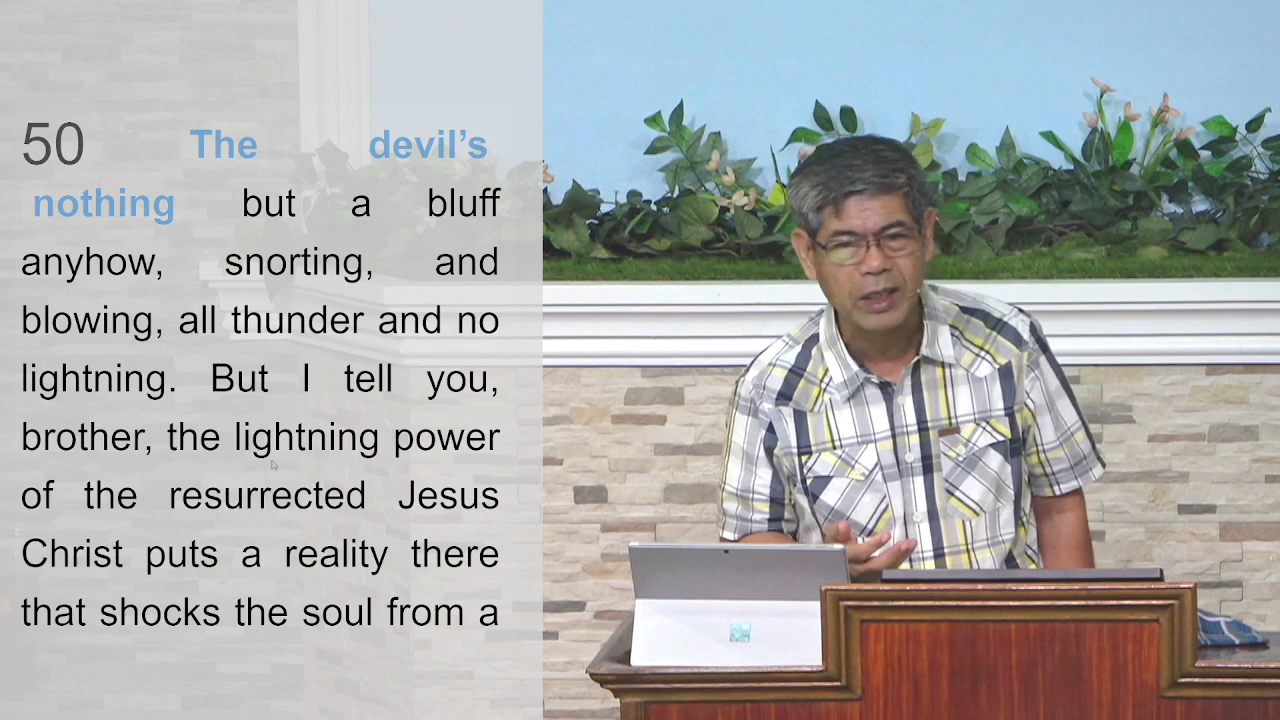 50 The devil’s
nothing but a bluff
anyhow, snorting, and
blowing, all thunder and no
lightning. But I tell you,
brother, the lightning power
of the resurrected Jesus
Christ puts a reality there
that shocks the soul from a